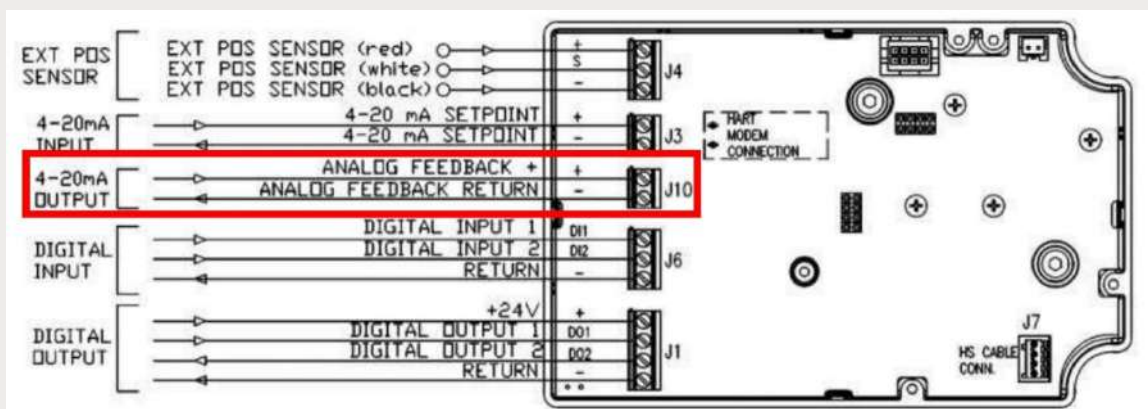 EXT POS
SENSOR
EXT POS SENSOR (red)
EXT POS SENSOR (white)
EXT POS SENSOR (black)
+
S
-
J4
4-20mA
INPUT
4-20 mA SETPOINT +
4-20 mA SETPOINT -
J3
HART
MODEM
CONNECTION
4-20mA
OUTPUT
ANALOG FEEDBACK + +
ANALOG FEEDBACK RETURN -
J10
DIGITAL
INPUT
DIGITAL INPUT 1 DI1
DIGITAL INPUT 2 DI2
RETURN -
J6
DIGITAL
OUTPUT
+24V +
DIGITAL OUTPUT 1 DO1
DIGITAL OUTPUT 2 DO2
RETURN -
J1
J7
HS CABLE
CONN.